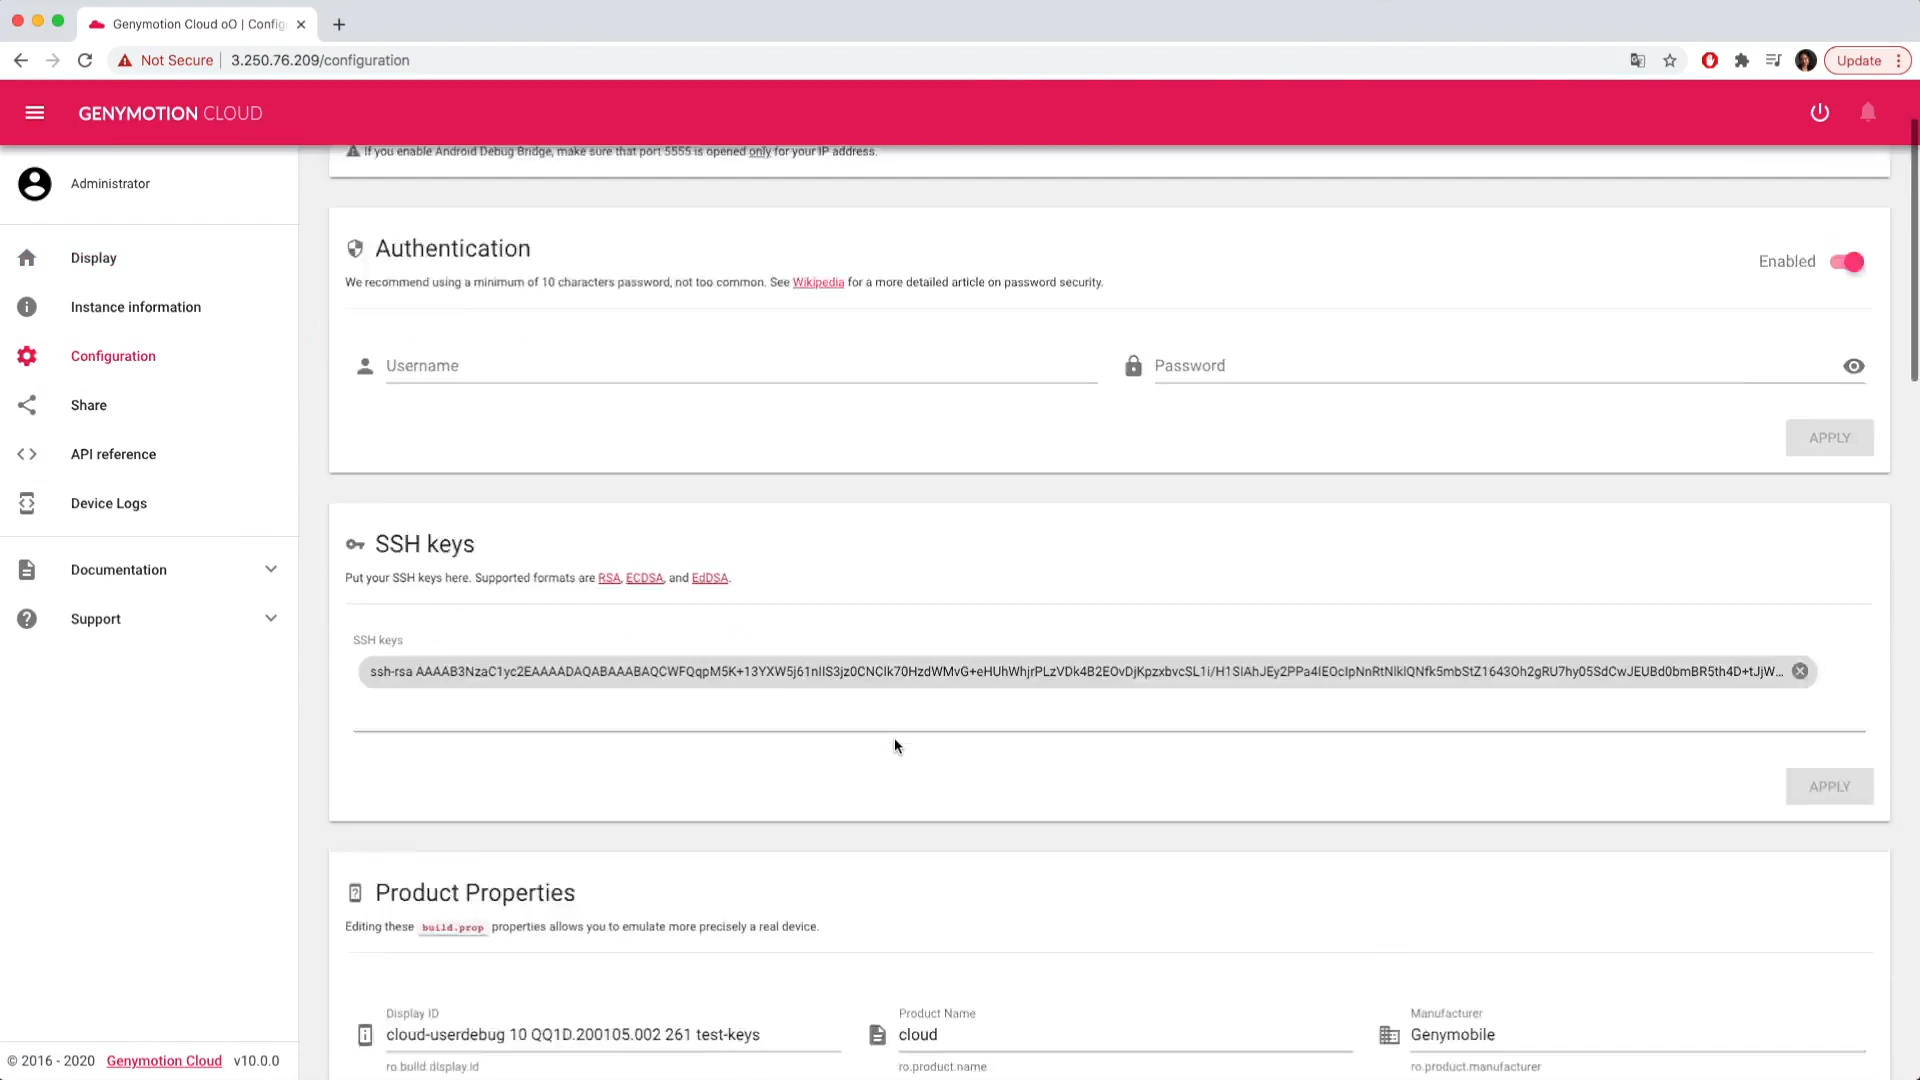 Genymotion Cloud oO | Config
Not Secure
3.250.76.209/configuration
Update
GENYMOTION CLOUD
If you enable Android Debug Bridge, make sure that port 5555 is opened only for your IP address.
Administrator
Display
Instance information
Configuration
Share
API reference
Device Logs
Documentation
Support
© 2016 - 2020 Genymotion Cloud v10.0.0
Authentication
Enabled
We recommend using a minimum of 10 characters password, not too common. See Wikipedia for a more detailed article on password security.
Username
Password
APPLY
SSH keys
Put your SSH keys here. Supported formats are RSA, ECDSA, and EdDSA.
SSH keys
ssh-rsa
APPLY
Product Properties
Editing these build.prop properties allows you to emulate more precisely a real device.
Display ID
cloud-userdebug 10 QQ1D.200105.002 261 test-keys
ro.build.display.id
Product Name
cloud
ro.product.name
Manufacturer
Genymobile
ro.product.manufacturer